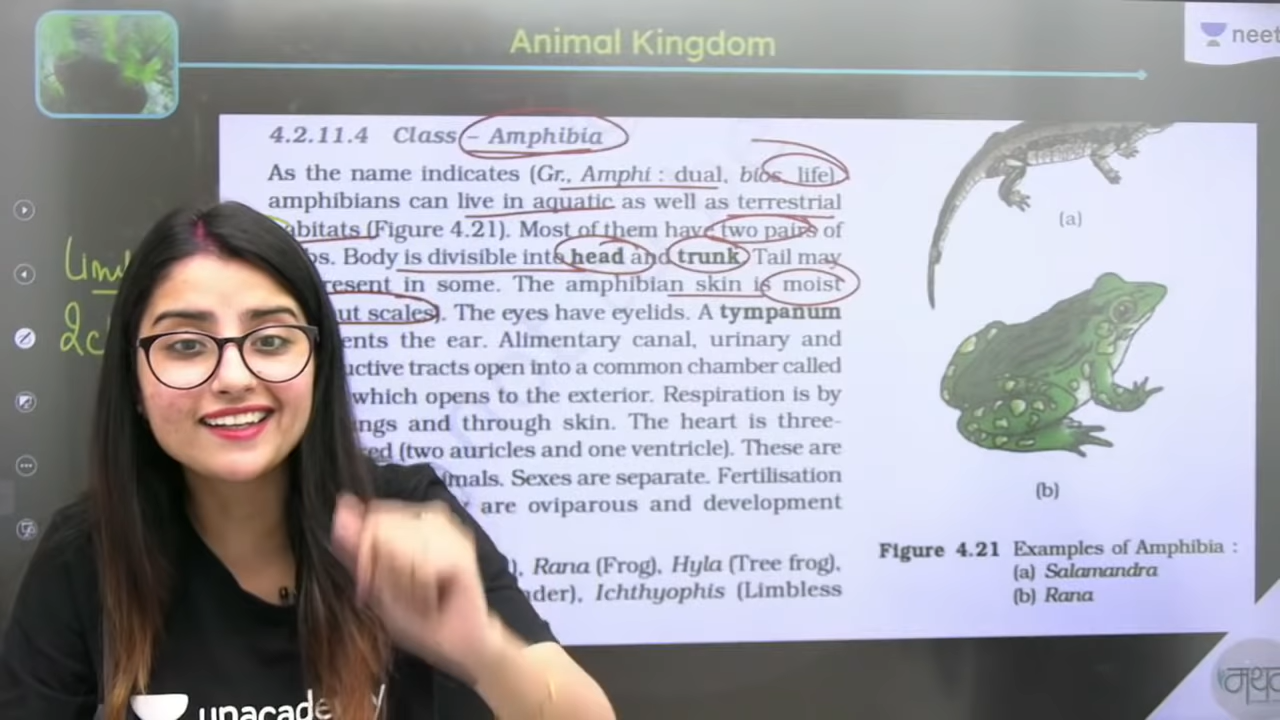 Animal Kingdom
neet
4.2.11.4 Class – Amphibia
As the name indicates (Gr., Amphi : dual, bios, life),
amphibians can live in aquatic as well as terrestrial
abitats (Figure 4.21). Most of them have two pairs of
bs. Body is divisible into head and trunk. Tail may
resent in some. The amphibian skin is moist
ut scales). The eyes have eyelids. A tympanum
ents the ear. Alimentary canal, urinary and
uctive tracts open into a common chamber called
which opens to the exterior. Respiration is by
ngs and through skin. The heart is three-
ed (two auricles and one ventricle). These are
imals. Sexes are separate. Fertilisation
are oviparous and development
), Rana (Frog), Hyla (Tree frog),
nder), Ichthyophis (Limbless
(a)
(b)
Figure 4.21 Examples of Amphibia :
(a) Salamandra
(b) Rana
2c
unacademy